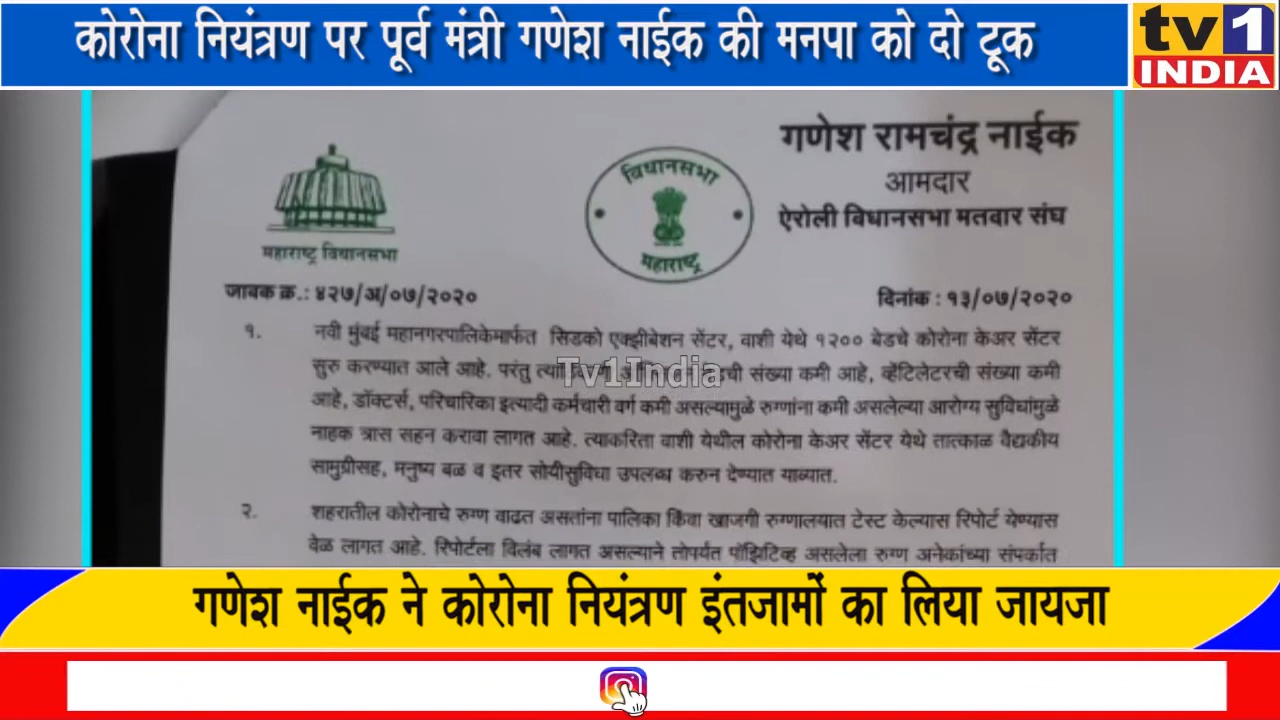 कोरोना नियंत्रण पर पूर्व मंत्री गणेश नाईक की मनपा को दो टूक
tv1
INDIA
गणेश रामचंद्र नाईक
आमदार
ऐरोली विधानसभा मतदार संघ
विधानसभा
महाराष्ट्र
महाराष्ट्र विधानसभा
जावक क्र.: ४२७/अ/०७/२०२०
दिनांक : १३/०७/२०२०
१. नवी मुंबई महानगरपालिकेमार्फत सिडको एक्झीबेशन सेंटर, वाशी येथे १२०० बेडचे कोरोना केअर सेंटर
सुरु करण्यात आले आहे. परंतु त्या संख्या कमी आहे, व्हेंटिलेटरची संख्या कमी
Tv1India
आहे, डॉक्टर्स, परिचारिका इत्यादी कर्मचारी वर्ग कमी असल्यामुळे रुग्णांना कमी असलेल्या आरोग्य सुविधांमुळे
नाहक त्रास सहन करावा लागत आहे. त्याकरिता वाशी येथील कोरोना केअर सेंटर येथे तात्काळ वैद्यकीय
सामुग्रीसह, मनुष्य बळ व इतर सोयीसुविधा उपलब्ध करुन देण्यात याव्यात.
२. शहरातील कोरोनाचे रुग्ण वाढत असतांना पालिका किंवा खाजगी रुग्णालयात टेस्ट केल्यास रिपोर्ट येण्यास
वेळ लागत आहे. रिपोर्टला विलंब लागत असल्याने तोपर्यत पॉझिटिव्ह असलेला रुग्ण अनेकांच्या संपर्कात
गणेश नाईक ने कोरोना नियंत्रण इंतजामों का लिया जायजा